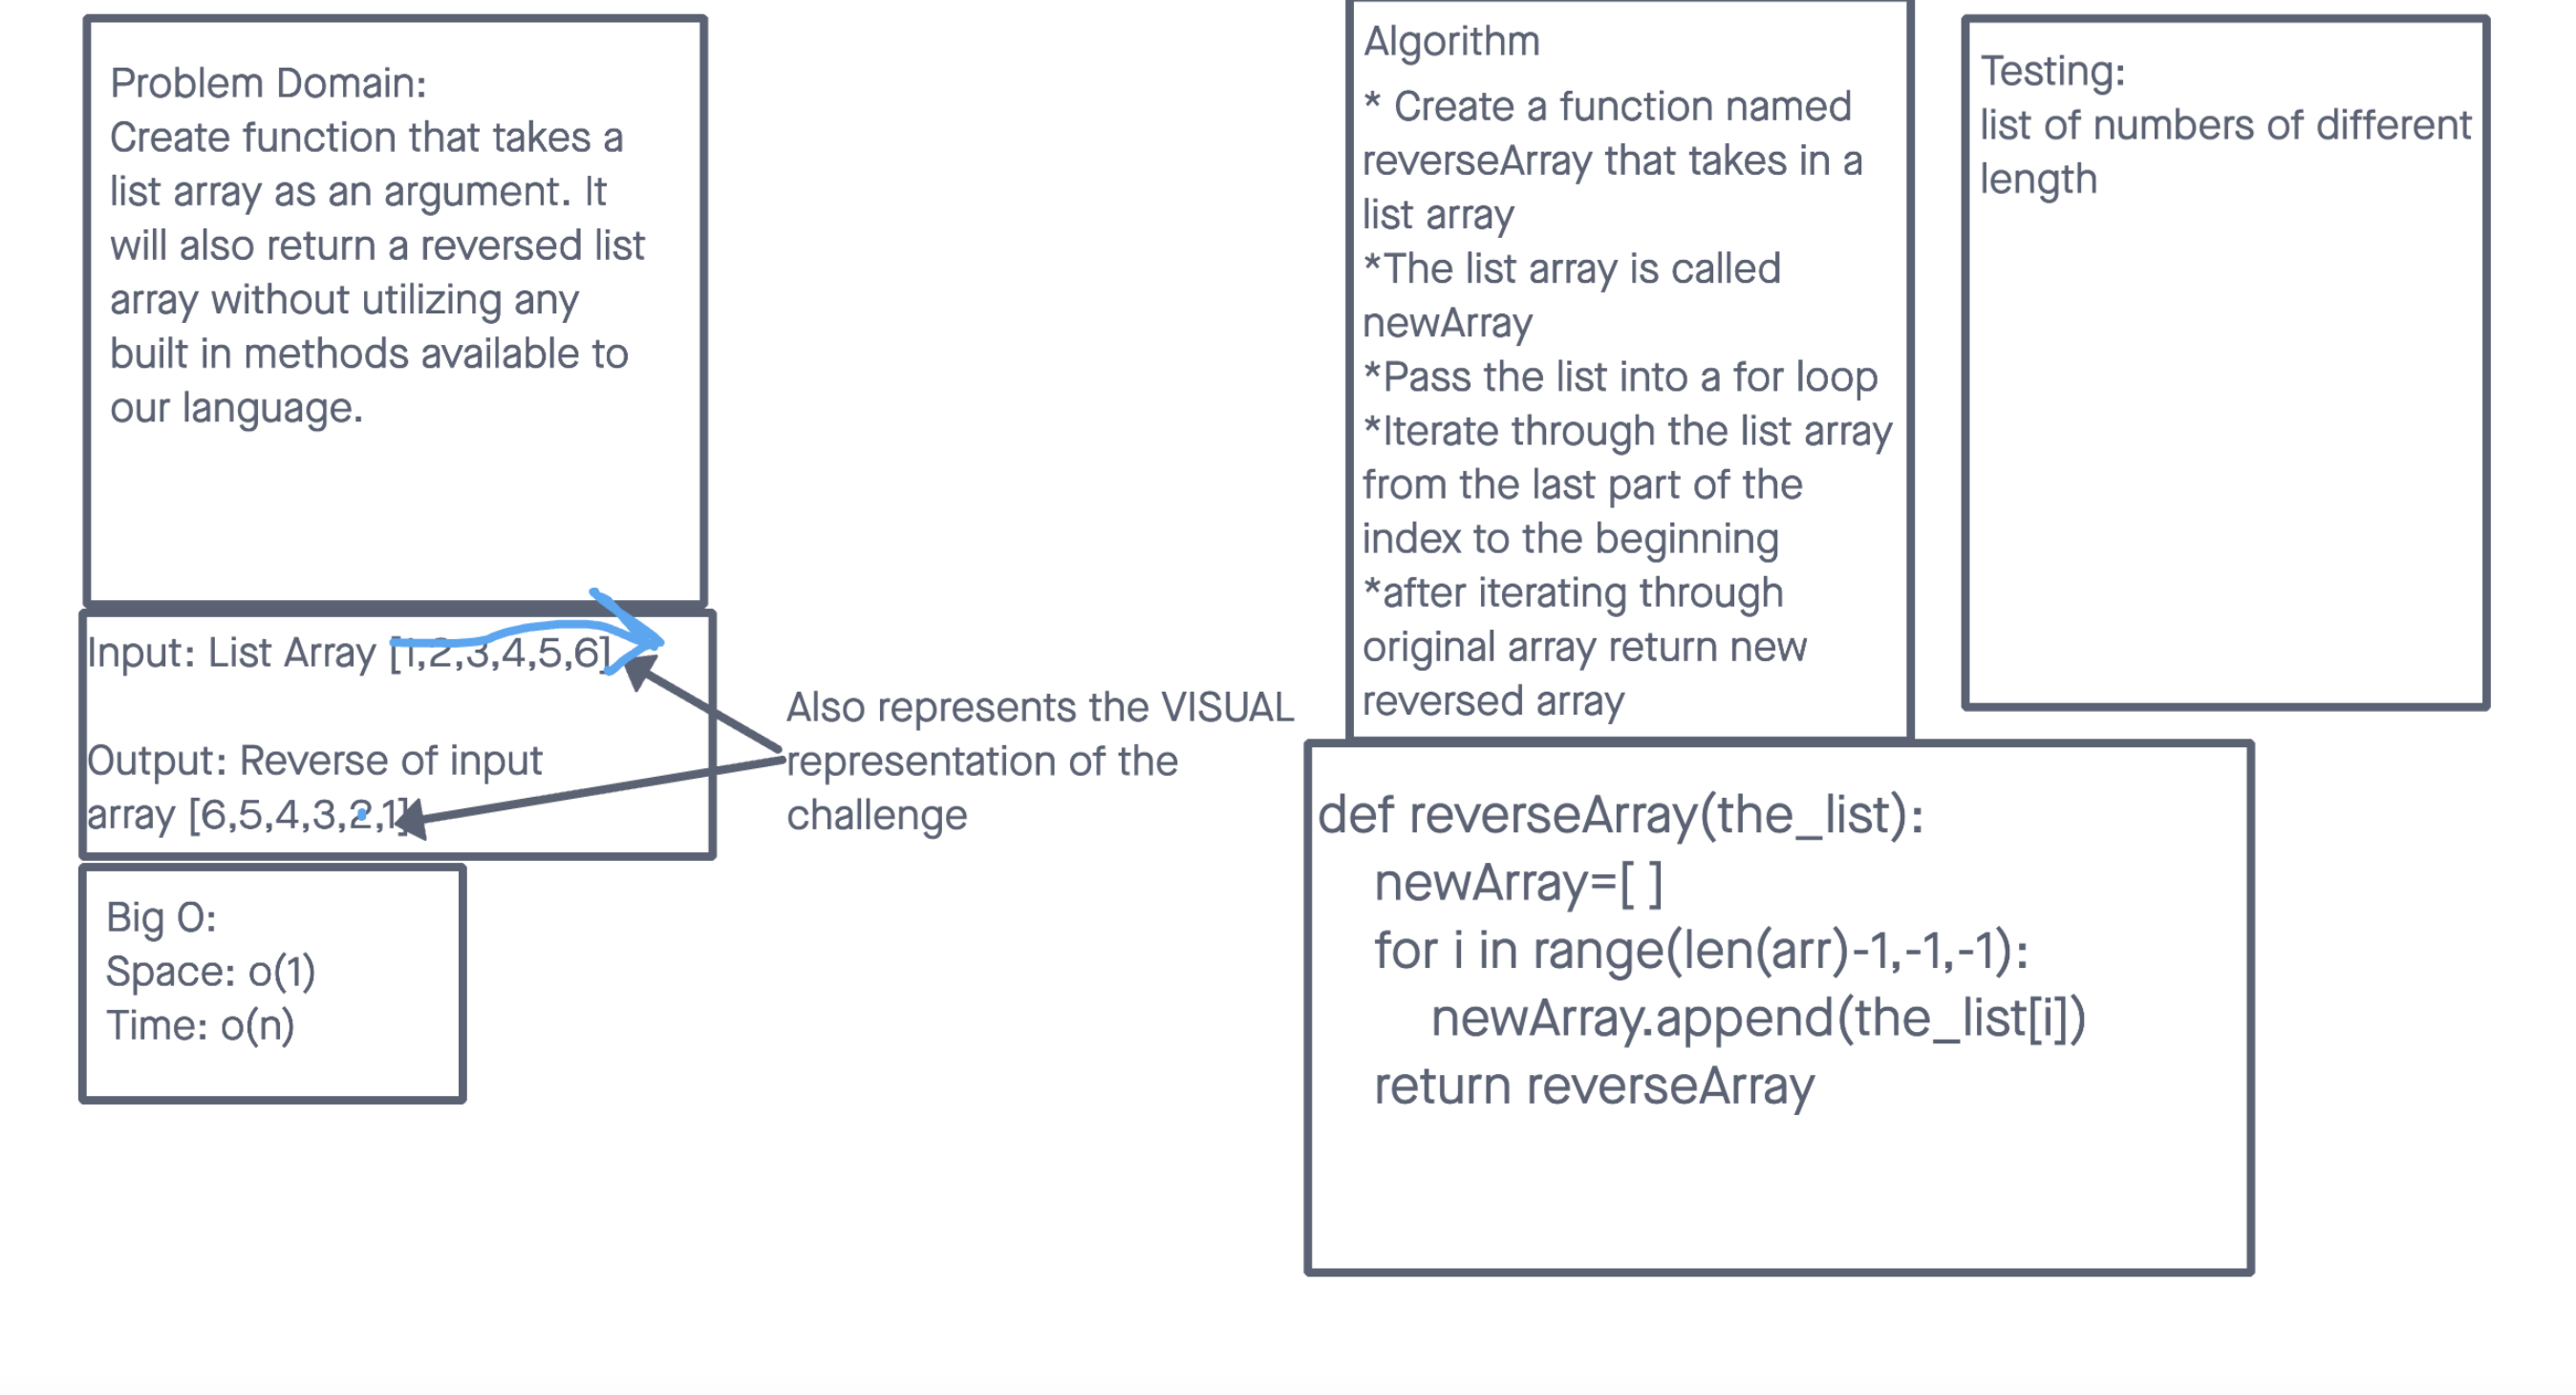 Problem Domain:
Create function that takes a
list array as an argument. It
will also return a reversed list
array without utilizing any
built in methods available to
our language.
Input: List Array [1,2,3,4,5,6]
Output: Reverse of input
array [6,5,4,3,2,1]
Also represents the VISUAL
representation of the
challenge
Big O:
Space: o(1)
Time: o(n)
Algorithm
* Create a function named
reverseArray that takes in a
list array
*The list array is called
newArray
*Pass the list into a for loop
*Iterate through the list array
from the last part of the
index to the beginning
*after iterating through
original array return new
reversed array
Testing:
list of numbers of different
length
def reverseArray(the_list):
newArray=[ ]
for i in range(len(arr)-1,-1,-1):
newArray.append(the_list[i])
return reverseArray